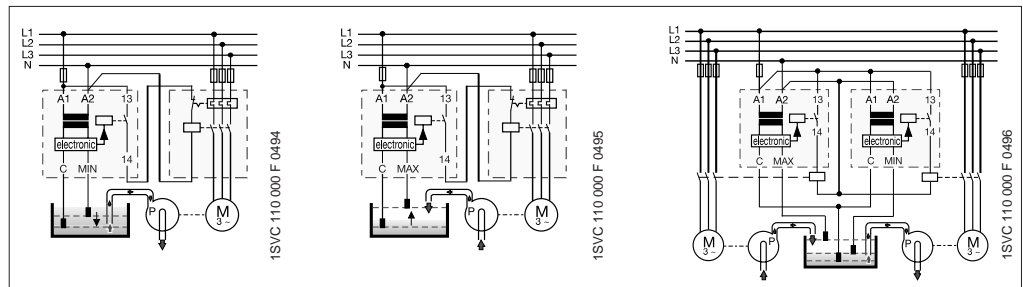 L1
L2
L3
N
A1 A2 13
electronic
14
C MIN
P
M
3 ~
1SVC 110 000 F 0494
L1
L2
L3
N
A1 A2 13
electronic
14
C MAX
P
M
3 ~
1SVC 110 000 F 0495
L1
L2
L3
N
A1 A2 13
A1 A2 13
electronic
14
electronic
14
C MAX
C MIN
M
3 ~
P
P
M
3 ~
1SVC 110 000 F 0496